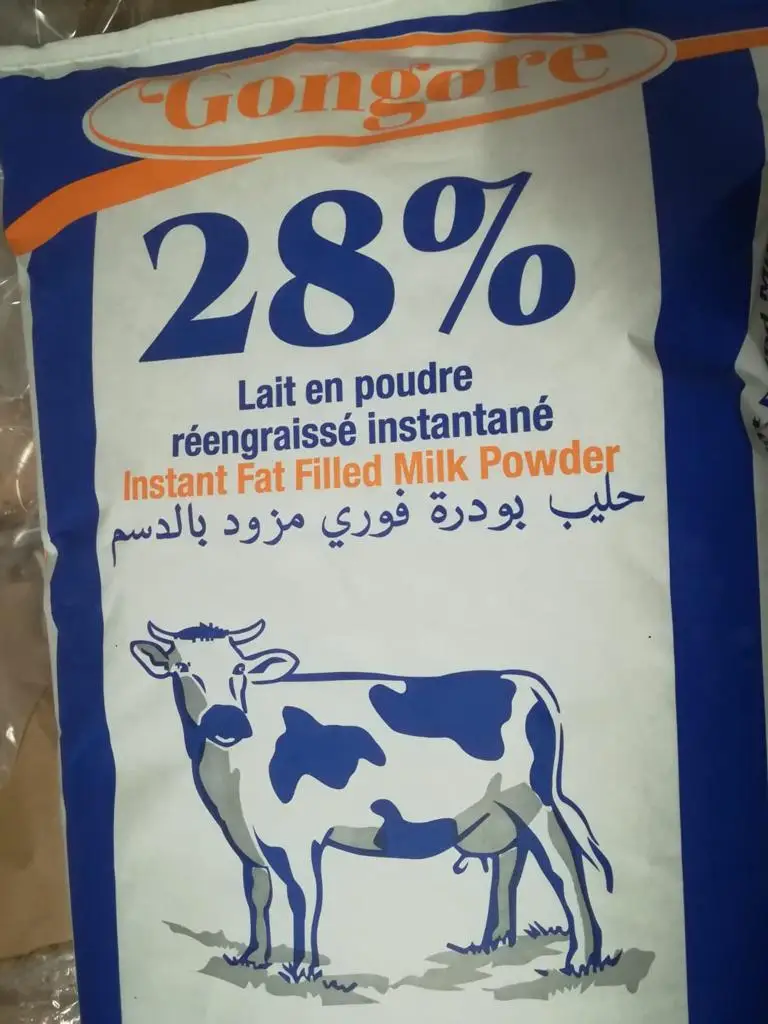 Gongore
28%
Lait en poudre
réengraissé instantané
Instant Fat Filled Milk Powder
حليب بودرة فوري مزود بالدسم